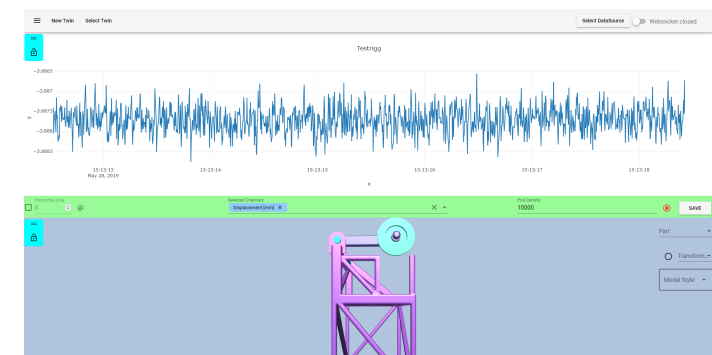 New Twin Select Twin Select DataSource Websocket closed
Testrigg
−3.8865
−3.887
−3.8875
−3.888
−3.8885
y
15:13:13 15:13:14 15:13:15 15:13:16 15:13:17 15:13:18
May 28, 2019
x
Horizontal Line Selected Channels Plot Density
0 Displacement [mm] × 10000 SAVE
Part
Transform...
Model Style: